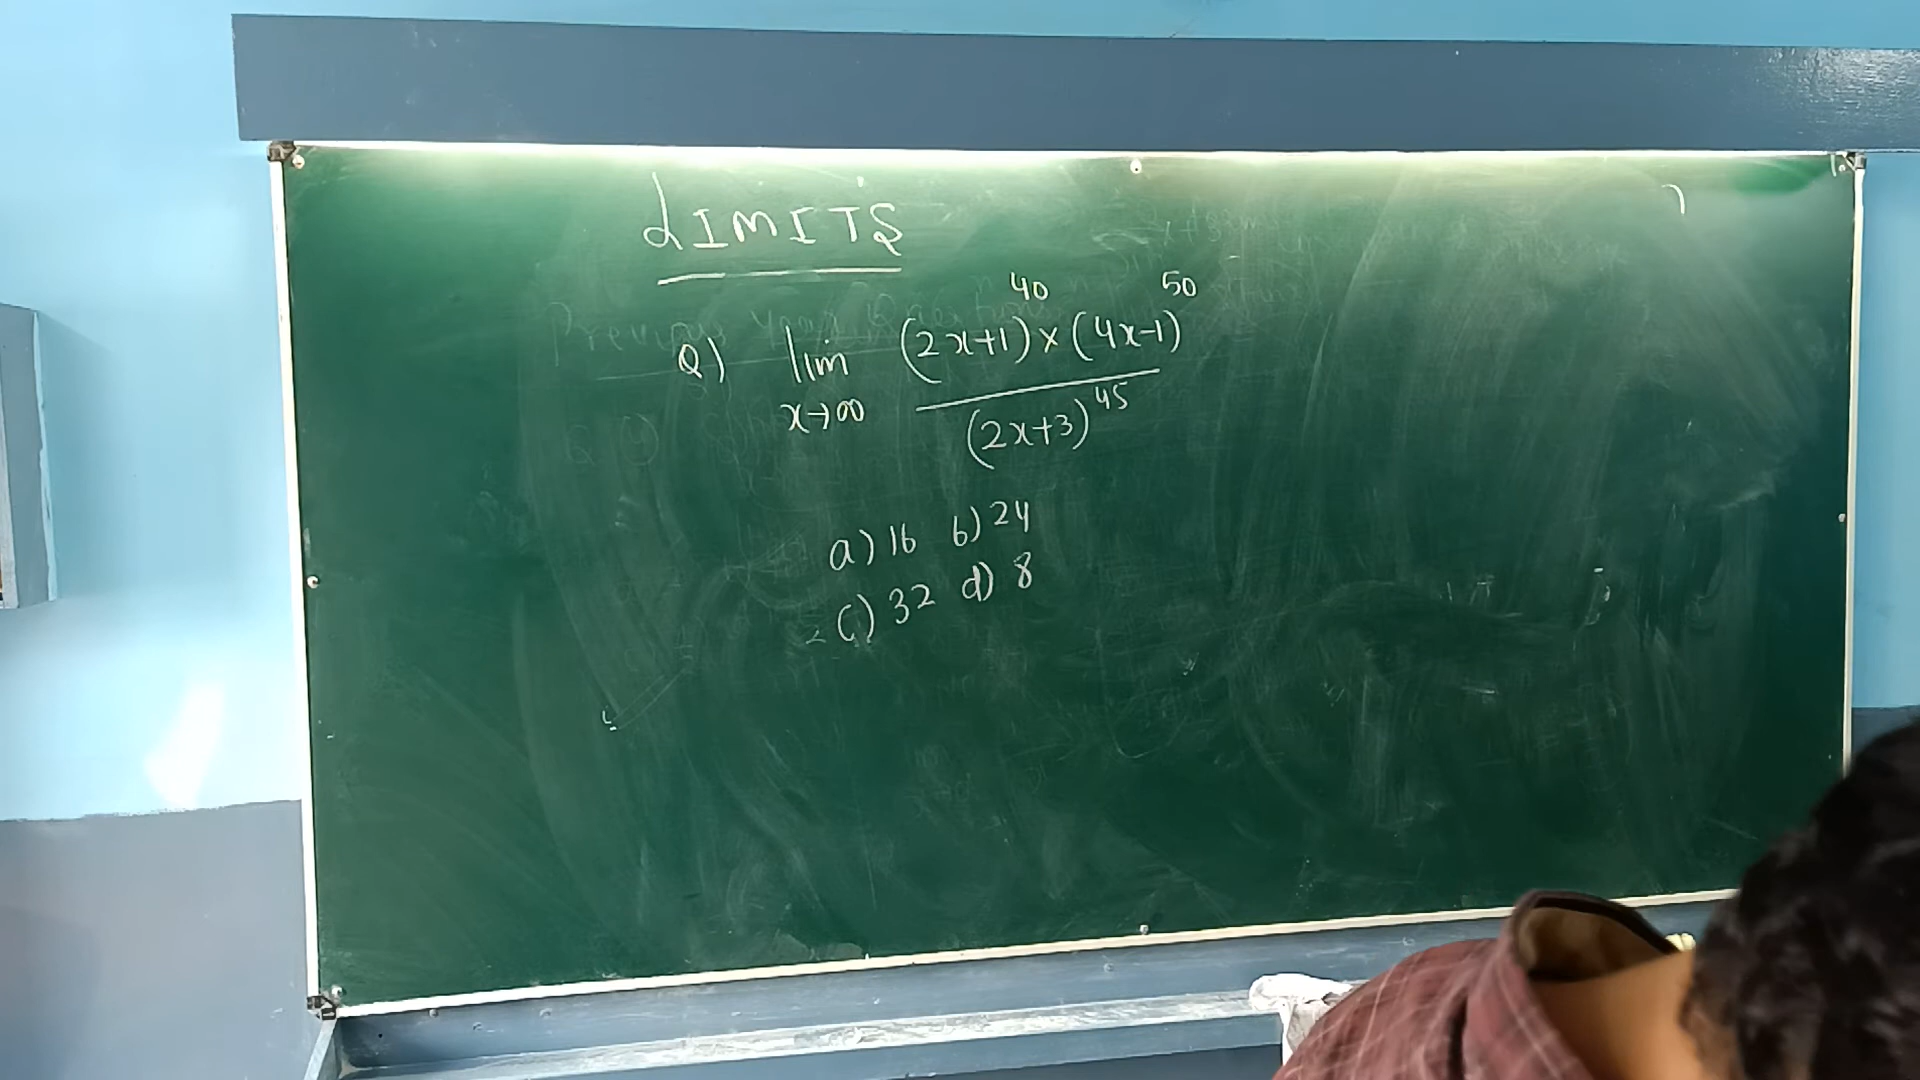 LIMITS
Q) lim x→∞ (2x+1)^40 × (4x-1)^50 / (2x+3)^45
a) 16 b) 24
c) 32 d) 8